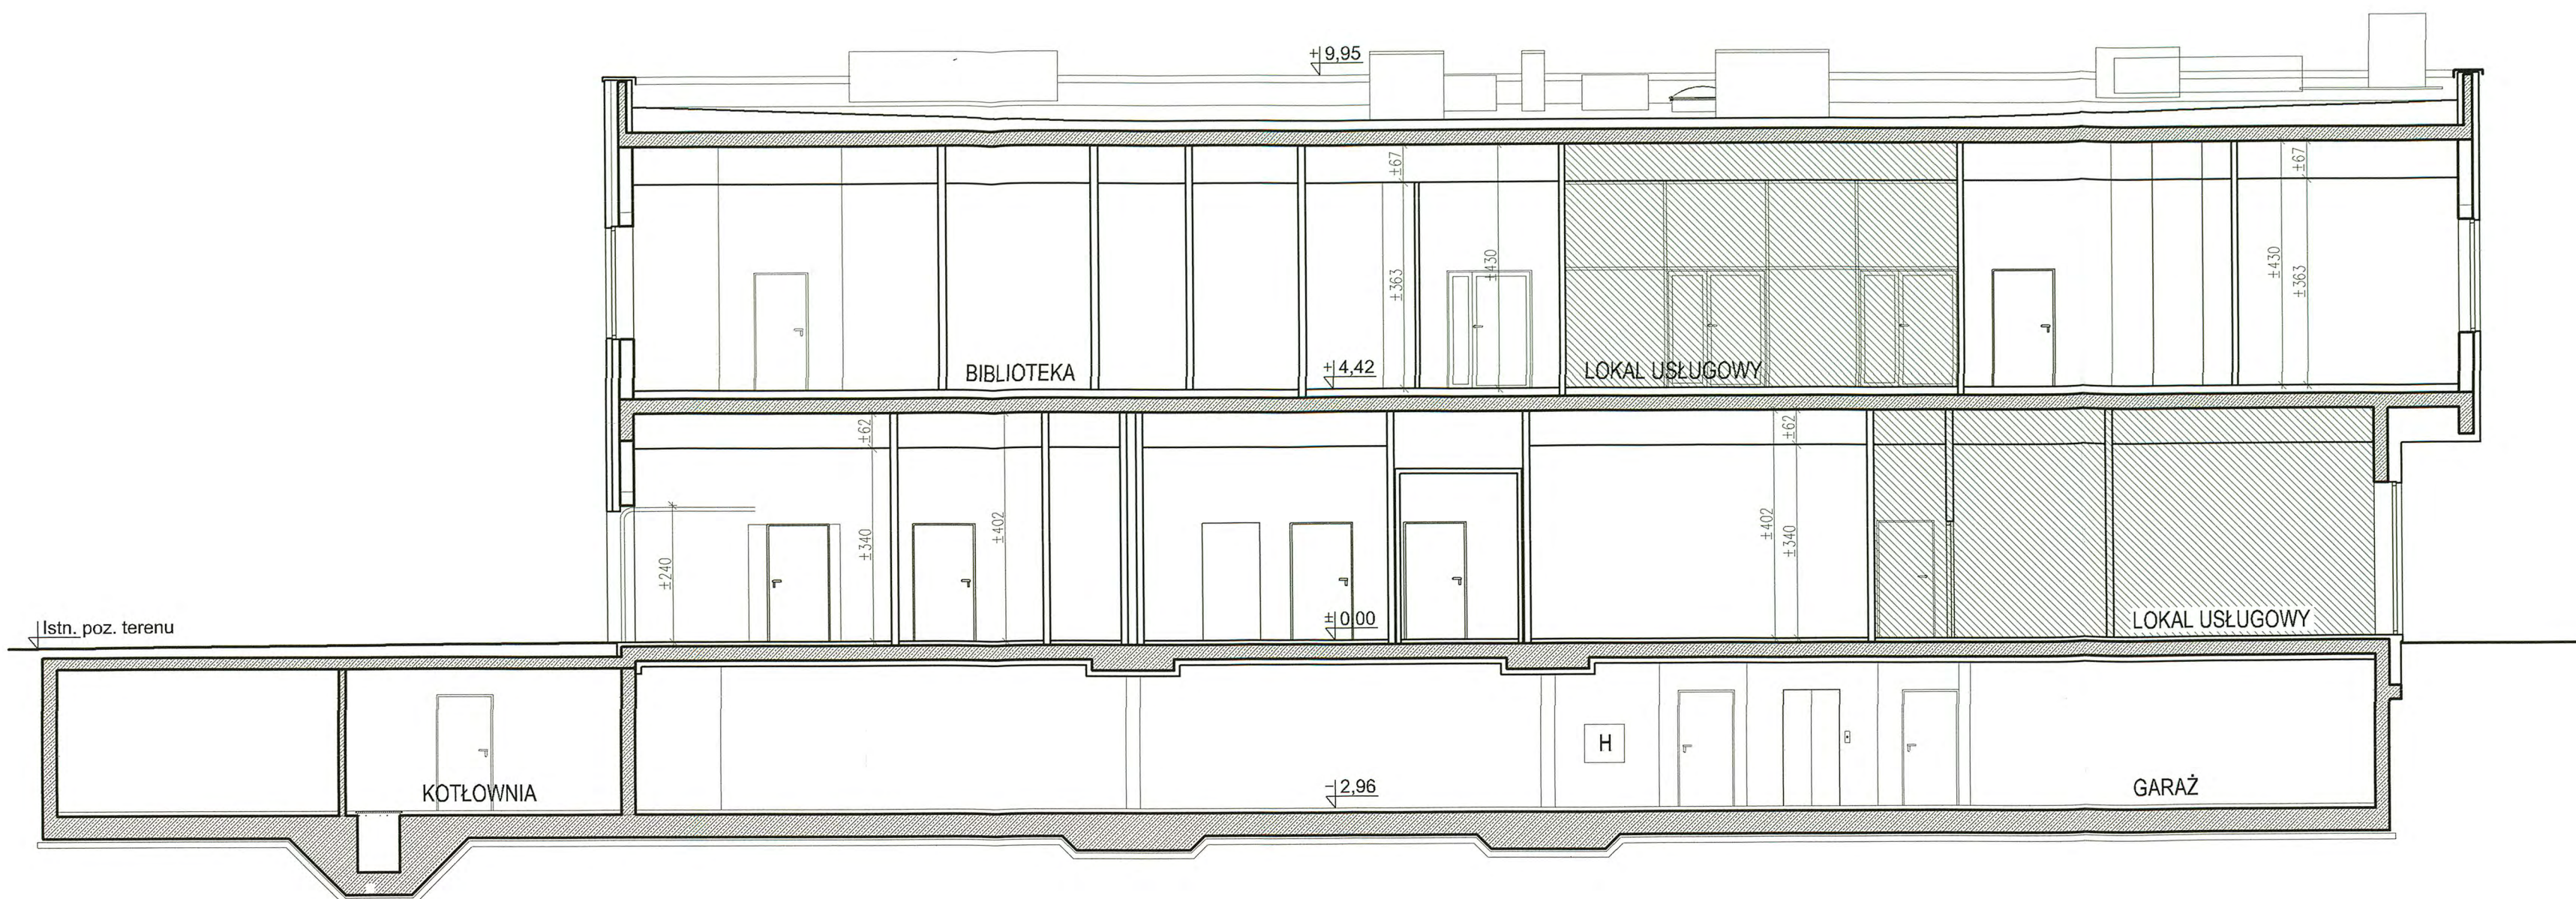 +9,95
±67
±67
±363
±430
±430
±363
BIBLIOTEKA
+4,42
LOKAL USŁUGOWY
±62
±62
±240
±340
±402
±402
±340
Istn. poz. terenu
±0,00
LOKAL USŁUGOWY
H
KOTŁOWNIA
−2,96
GARAŻ